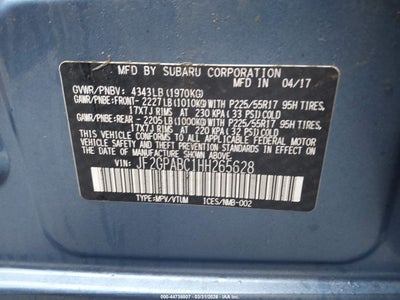 MFD BY SUBARU CORPORATION 04/17
GVWR/PNBV: 4343LB(1970KG)
GAWR/PNBE:FRONT- 2227LB(1010KG)WITH P225/55R17 95H TIRES,
17X7J RIMS AT 230 KPA(33 PSI)COLD
GAWR/PNBE:REAR -2205LB(1000KG)WITH P225/55R17 95H TIRES,
17X7J RIMS AT 220 KPA(32 PSI)COLD
THIS VEHICLE CONFORMS TO ALL APPLICABLE FEDERAL
MOTOR VEHICLE SAFETY, BUMPER, AND THEFT PREVENTION
STANDARDS IN EFFECT ON THE DATE OF MANUFACTURE
SHOWN ABOVE.
VIN:JF2GPABC1HH265628
TYPE:MPV/VTUM ICES/NMB-002